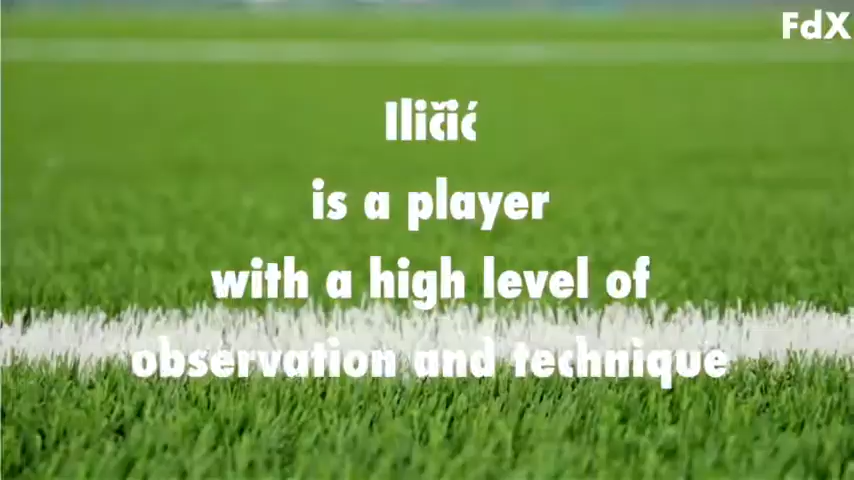 FdX
Iličić
is a player
with a high level of
observation and technique